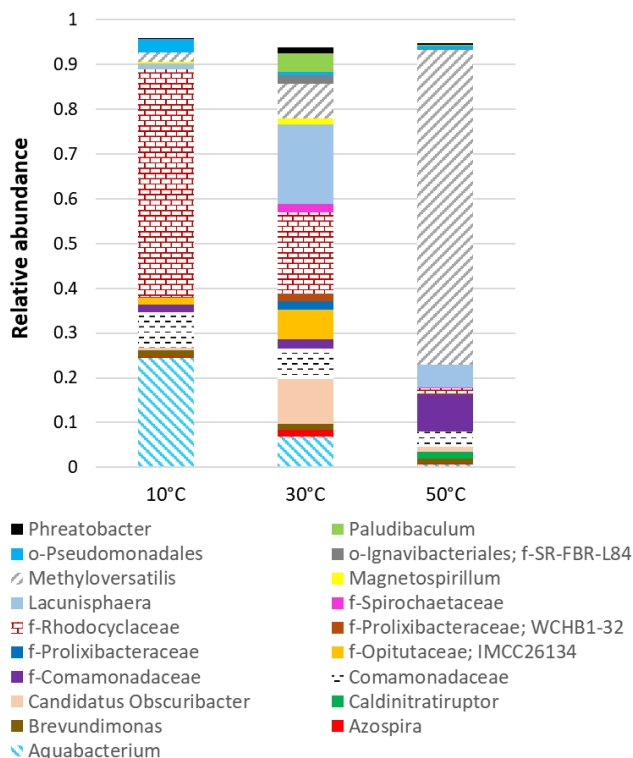 1
0.9
0.8
0.7
0.6
0.5
0.4
0.3
0.2
0.1
0
Relative abundance
10°C 30°C 50°C
Phreatobacter Paludibaculum
o-Pseudomonadales o-Ignavibacteriales; f-SR-FBR-L84
Methyloversatilis Magnetospirillum
Lacunisphaera f-Spirochaetaceae
f-Rhodocyclaceae f-Prolixibacteraceae; WCHB1-32
f-Prolixibacteraceae f-Opitutaceae; IMCC26134
f-Comamonadaceae Comamonadaceae
Candidatus Obscuribacter Caldinitratiruptor
Brevundimonas Azospira
Aquabacterium